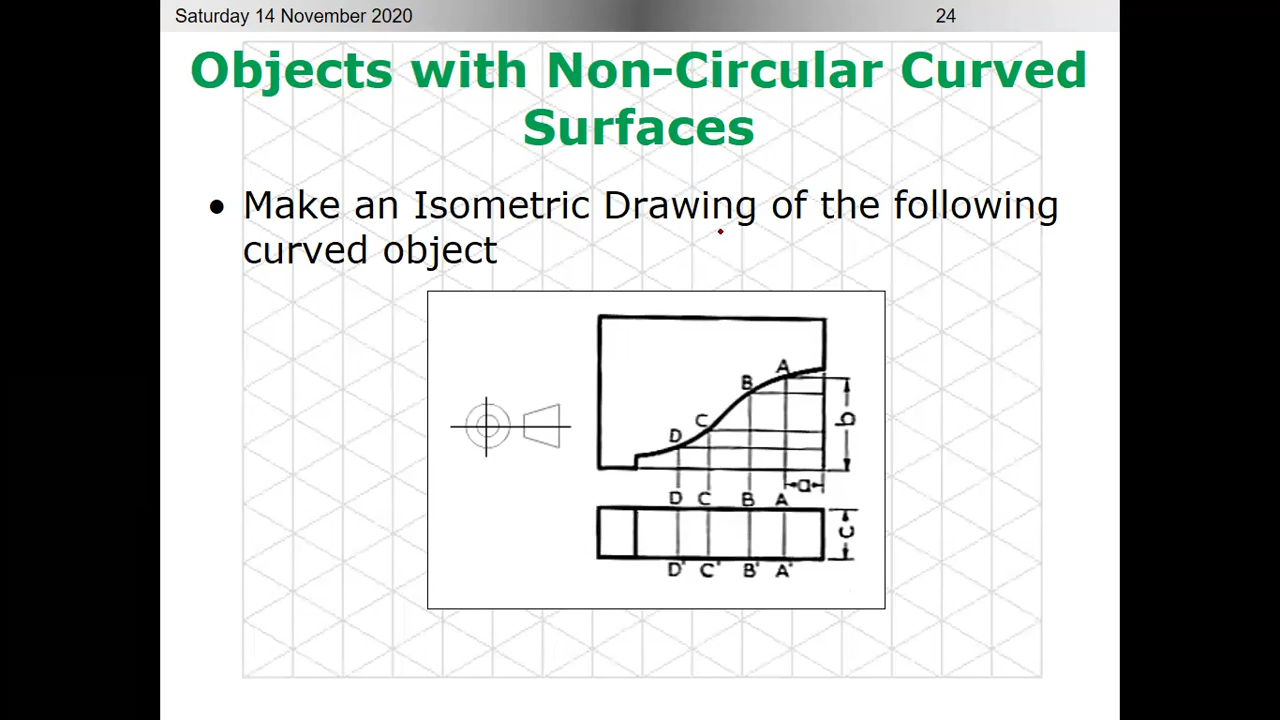 Saturday 14 November 2020 24
Objects with Non-Circular Curved
Surfaces
• Make an Isometric Drawing of the following
curved object
A
B
C
D
b
a
D C B A
c
D' C' B' A'